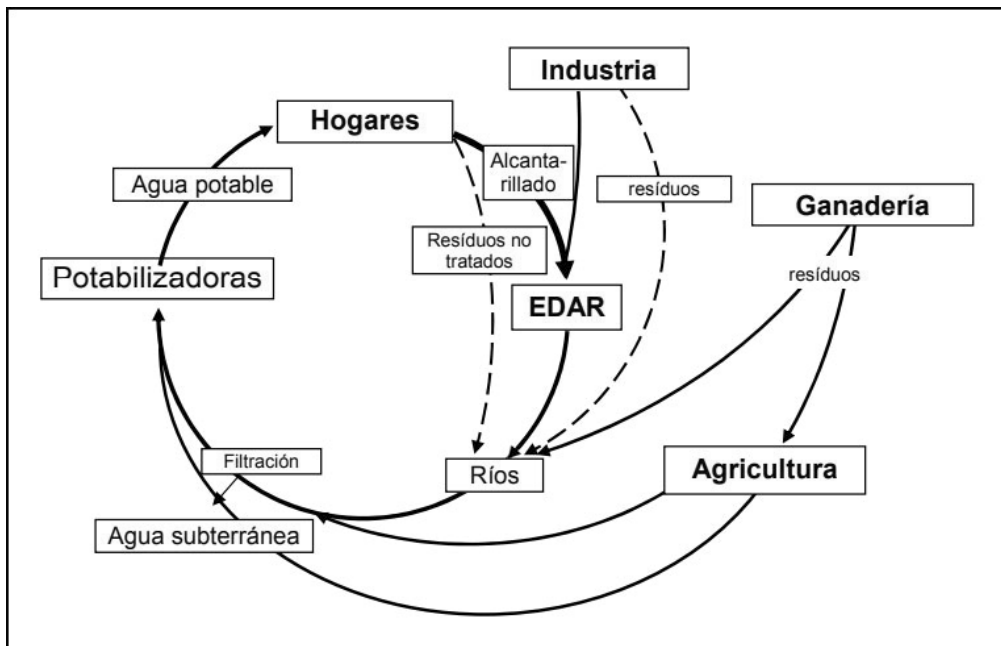 Industria
Hogares
Alcanta-
rillado
resíduos
Agua potable
Ganadería
Resíduos no
tratados
Potabilizadoras
resíduos
EDAR
Filtración
Ríos
Agricultura
Agua subterránea